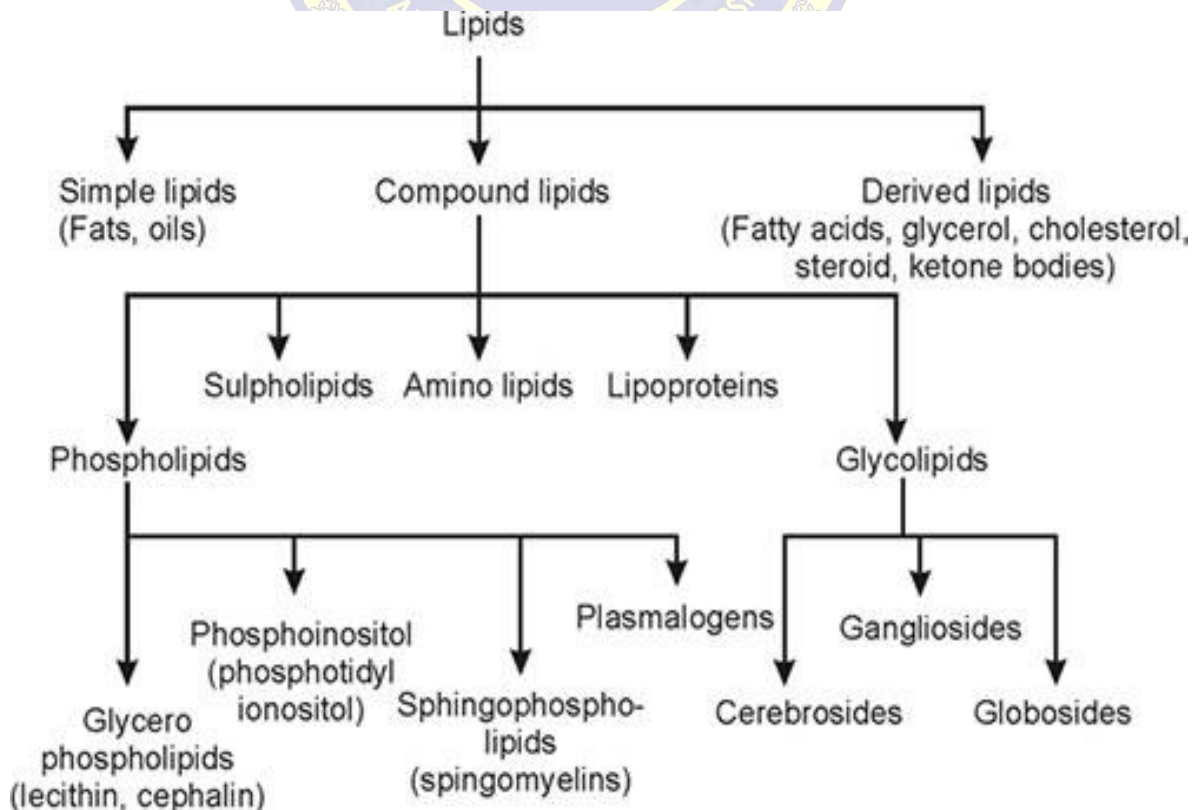 Lipids
Simple lipids
(Fats, oils)
Compound lipids
Derived lipids
(Fatty acids, glycerol, cholesterol,
steroid, ketone bodies)
Sulpholipids
Amino lipids
Lipoproteins
Phospholipids
Glycolipids
Glycero
phospholipids
(lecithin, cephalin)
Phosphoinositol
(phosphotidyl
ionositol)
Sphingophospho-
lipids
(spingomyelins)
Plasmalogens
Cerebrosides
Gangliosides
Globosides